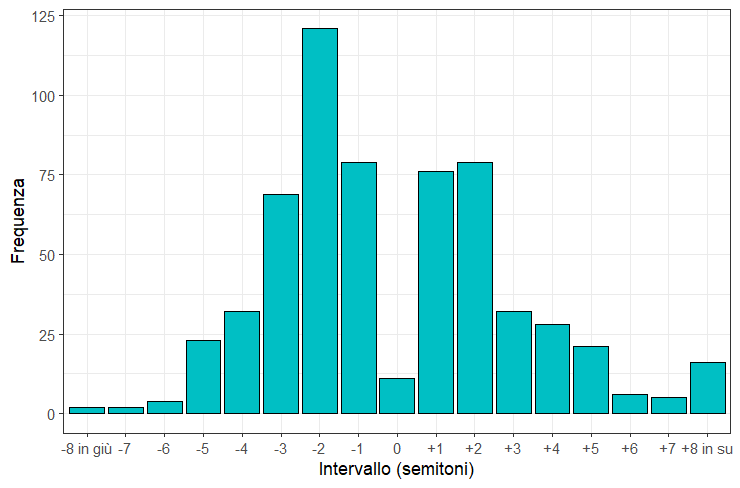 125
100
75
50
25
0
Frequenza
-8 in giù -7 -6 -5 -4 -3 -2 -1 0 +1 +2 +3 +4 +5 +6 +7 +8 in su
Intervallo (semitoni)